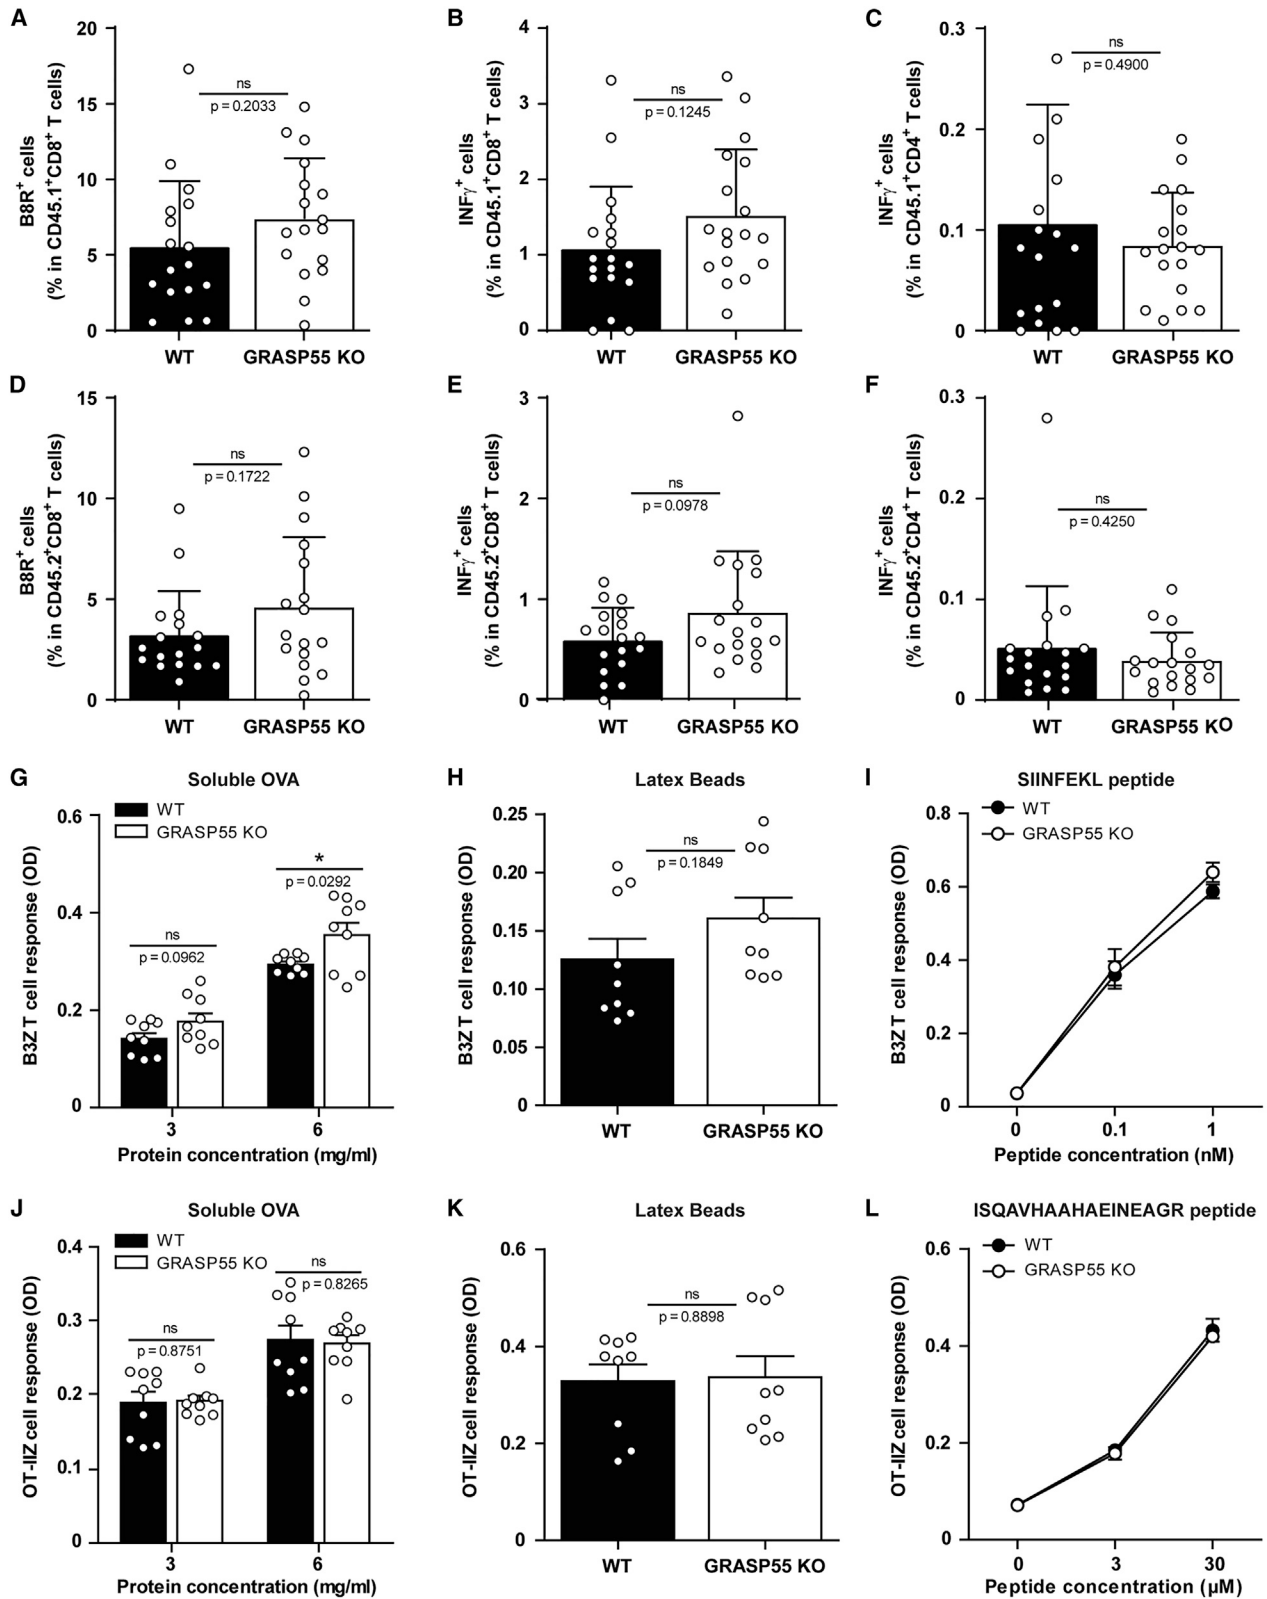 A
B8R+ cells
(% in CD45.1+CD8+ T cells)
20
15
10
5
0
ns
p = 0.2033
WT
GRASP55 KO
B
INFγ+ cells
(% in CD45.1+CD8+ T cells)
4
3
2
1
0
ns
p = 0.1245
WT
GRASP55 KO
C
INFγ+ cells
(% in CD45.1+CD4+ T cells)
0.3
0.2
0.1
0
ns
p = 0.4900
WT
GRASP55 KO
D
B8R+ cells
(% in CD45.2+CD8+ T cells)
15
10
5
0
ns
p = 0.1722
WT
GRASP55 KO
E
INFγ+ cells
(% in CD45.2+CD8+ T cells)
3
2
1
0
ns
p = 0.0978
WT
GRASP55 KO
F
INFγ+ cells
(% in CD45.2+CD4+ T cells)
0.3
0.2
0.1
0
ns
p = 0.4250
WT
GRASP55 KO
G
Soluble OVA
WT
GRASP55 KO
B3Z T cell response (OD)
0.6
0.4
0.2
0
ns
p = 0.0962
*
p = 0.0292
3
6
Protein concentration (mg/ml)
H
Latex Beads
B3Z T cell response (OD)
0.25
0.20
0.15
0.10
0.05
0
ns
p = 0.1849
WT
GRASP55 KO
I
SIINFEKL peptide
WT
GRASP55 KO
B3Z T cell response (OD)
0.8
0.6
0.4
0.2
0
0
0.1
1
Peptide concentration (nM)
J
Soluble OVA
WT
GRASP55 KO
OT-IIZ cell response (OD)
0.4
0.3
0.2
0.1
0
ns
p = 0.8751
ns
p = 0.8265
3
6
Protein concentration (mg/ml)
K
Latex Beads
OT-IIZ cell response (OD)
0.6
0.4
0.2
0
ns
p = 0.8898
WT
GRASP55 KO
L
ISQAVHAAHAEINEAGR peptide
WT
GRASP55 KO
OT-IIZ cell response (OD)
0.6
0.4
0.2
0
0
3
30
Peptide concentration (µM)